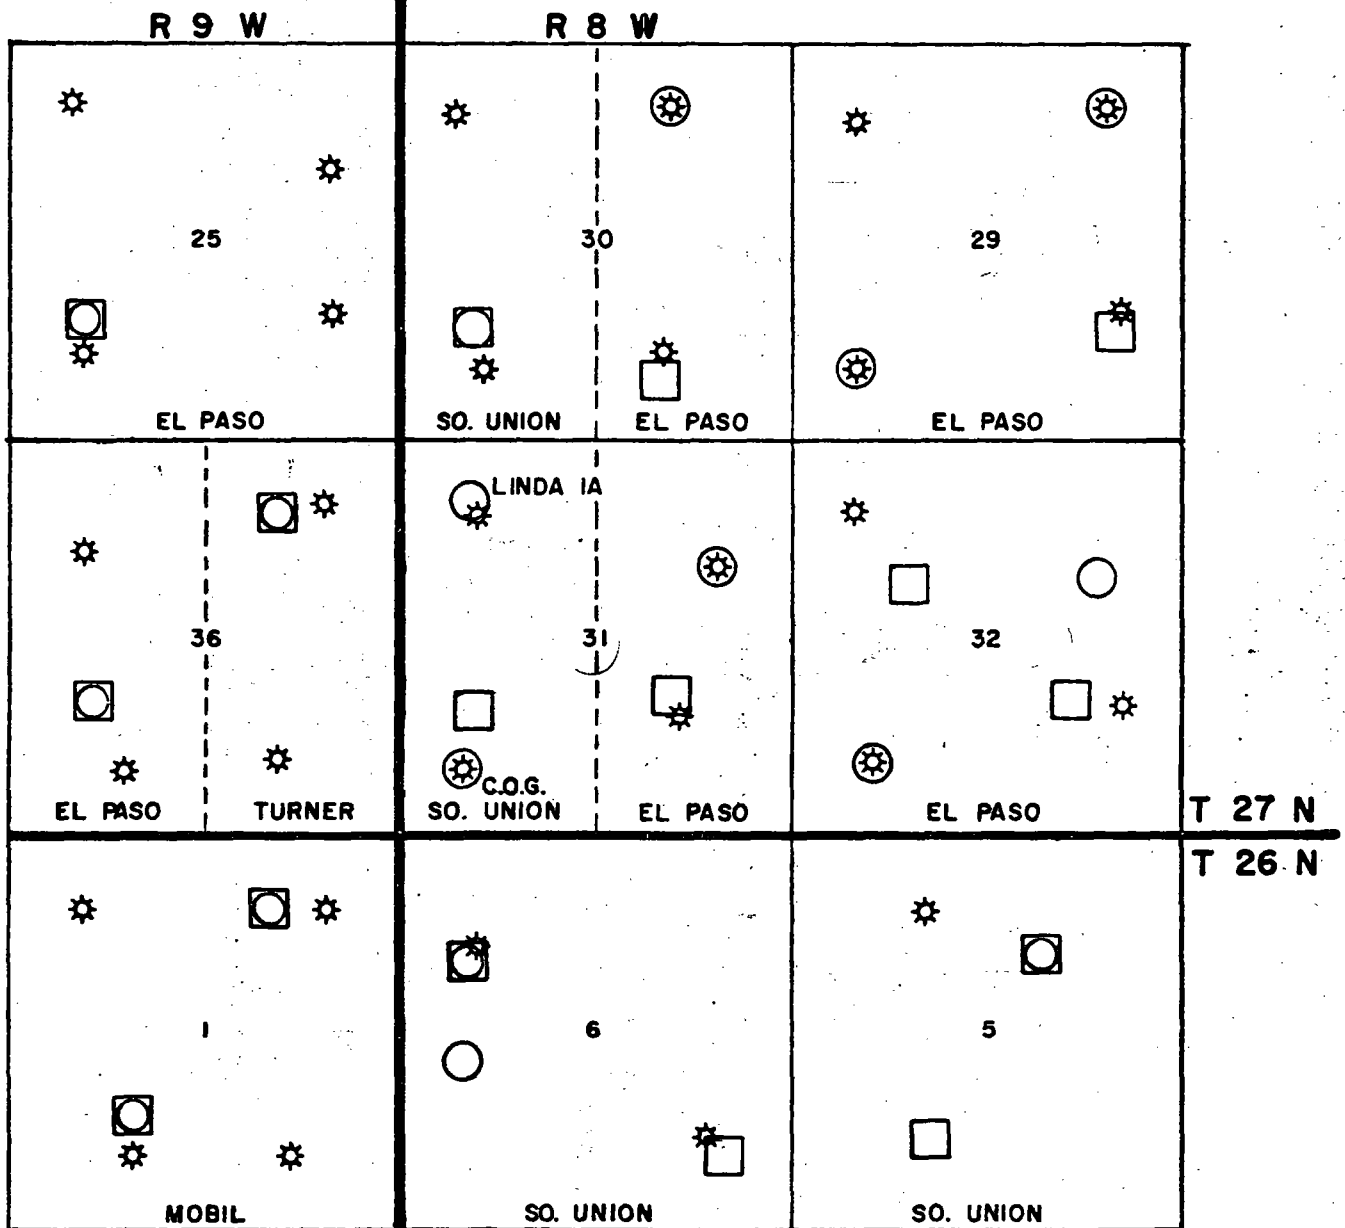 R 9 W R 8 W
25 30 29
EL PASO SO. UNION EL PASO EL PASO
LINDA 1A
36 31 32
C.O.G.
EL PASO TURNER SO. UNION EL PASO EL PASO
T 27 N
T 26 N
1 6 5
MOBIL SO. UNION SO. UNION